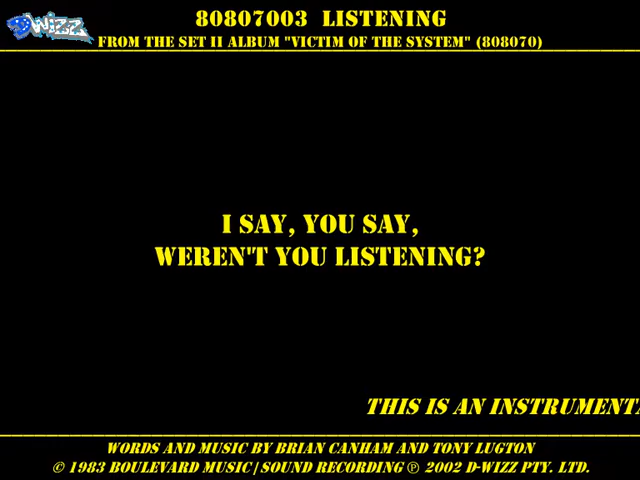 D-Wizz
80807003 LISTENING
FROM THE SET II ALBUM "VICTIM OF THE SYSTEM" (808070)
I SAY, YOU SAY,
WEREN'T YOU LISTENING?
THIS IS AN INSTRUMENTA
WORDS AND MUSIC BY BRIAN CANHAM AND TONY LUGTON
© 1983 BOULEVARD MUSIC | SOUND RECORDING ℗ 2002 D-WIZZ PTY. LTD.